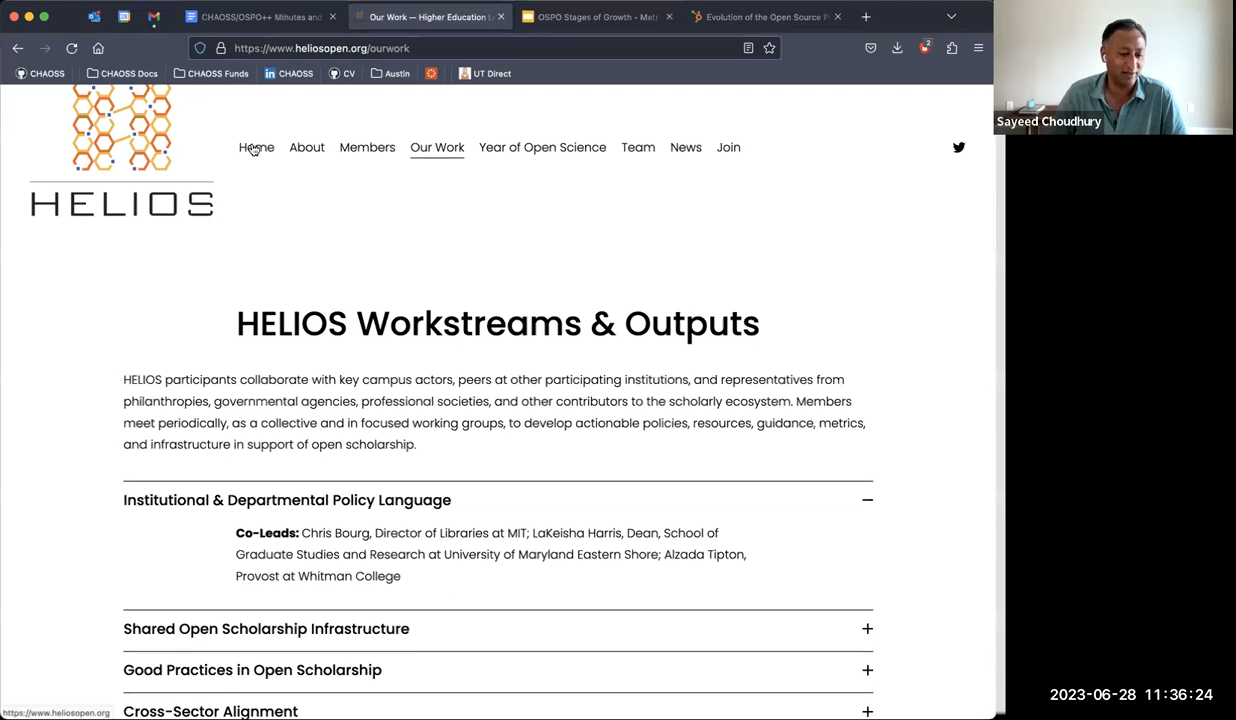 CHAOSS/OSPO++ Minutes and
Our Work — Higher Education L
OSPO Stages of Growth - Met
Evolution of the Open Source P
https://www.heliosopen.org/ourwork
2
CHAOSS
CHAOSS Docs
CHAOSS Funds
CHAOSS
CV
Austin
UT Direct
Sayeed Choudhury
Home
About
Members
Our Work
Year of Open Science
Team
News
Join
HELIOS
HELIOS Workstreams & Outputs
HELIOS participants collaborate with key campus actors, peers at other participating institutions, and representatives from
philanthropies, governmental agencies, professional societies, and other contributors to the scholarly ecosystem. Members
meet periodically, as a collective and in focused working groups, to develop actionable policies, resources, guidance, metrics,
and infrastructure in support of open scholarship.
Institutional & Departmental Policy Language
Co-Leads: Chris Bourg, Director of Libraries at MIT; LaKeisha Harris, Dean, School of
Graduate Studies and Research at University of Maryland Eastern Shore; Alzada Tipton,
Provost at Whitman College
Shared Open Scholarship Infrastructure
Good Practices in Open Scholarship
Cross-Sector Alignment
https://www.heliosopen.org
2023-06-28 11:36:24